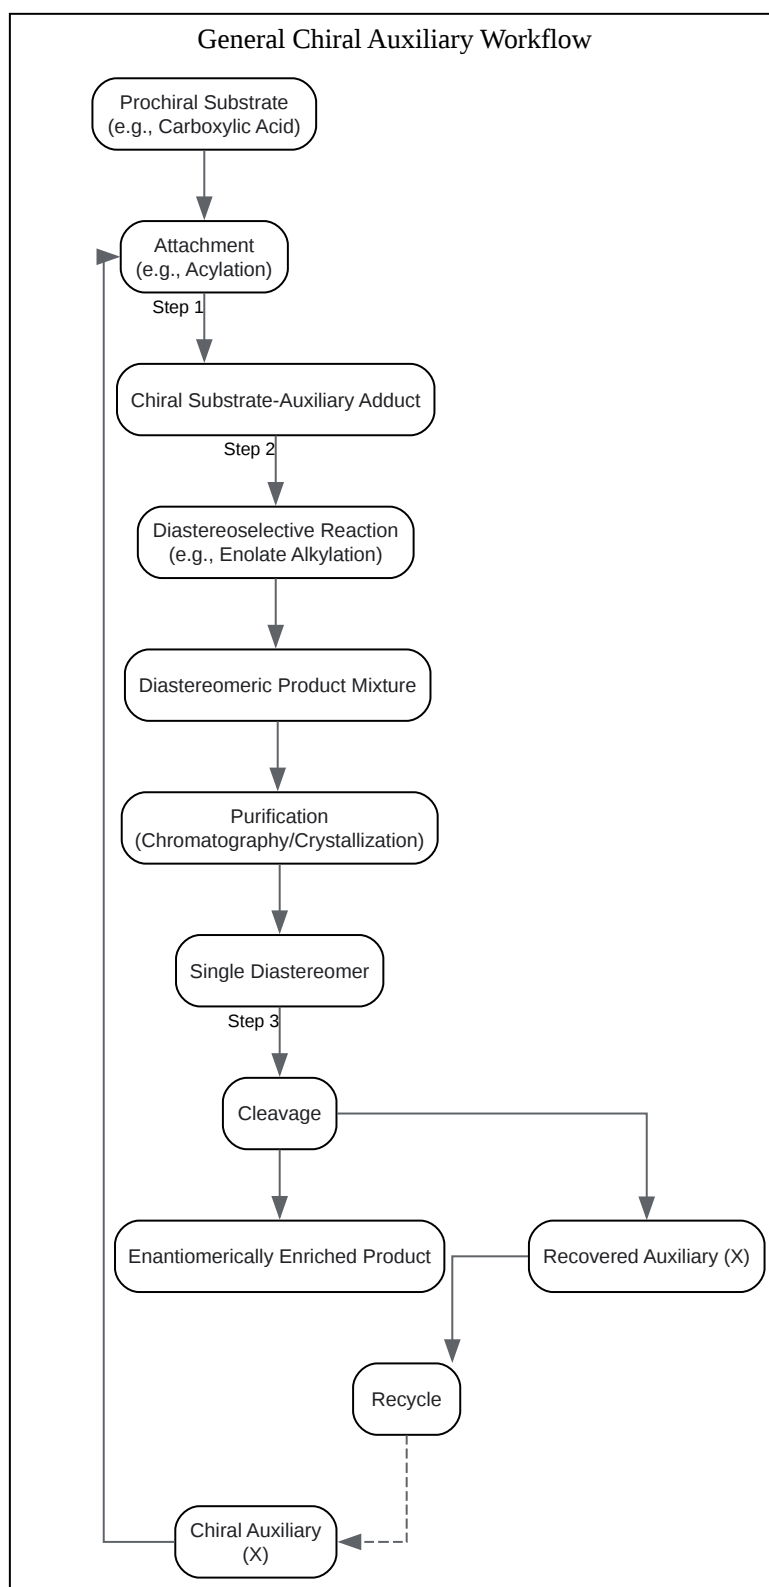 General Chiral Auxiliary Workflow
Prochiral Substrate
(e.g., Carboxylic Acid)
Attachment
(e.g., Acylation)
Step 1
Chiral Substrate-Auxiliary Adduct
Step 2
Diastereoselective Reaction
(e.g., Enolate Alkylation)
Diastereomeric Product Mixture
Purification
(Chromatography/Crystallization)
Single Diastereomer
Step 3
Cleavage
Enantiomerically Enriched Product
Recovered Auxiliary (X)
Recycle
Chiral Auxiliary
(X)